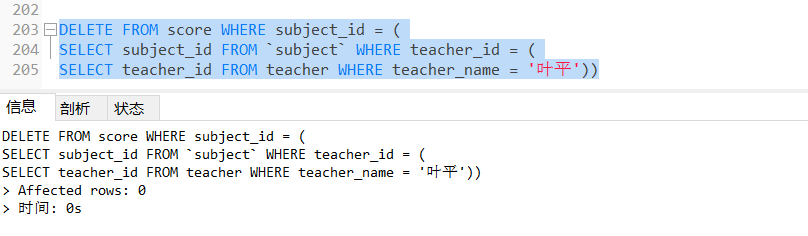 202
203 DELETE FROM score WHERE subject_id = (
204 SELECT subject_id FROM `subject` WHERE teacher_id = (
205 SELECT teacher_id FROM teacher WHERE teacher_name = '叶平'))
信息 剖析 状态
DELETE FROM score WHERE subject_id = (
SELECT subject_id FROM `subject` WHERE teacher_id = (
SELECT teacher_id FROM teacher WHERE teacher_name = '叶平'))
> Affected rows: 0
> 时间: 0s